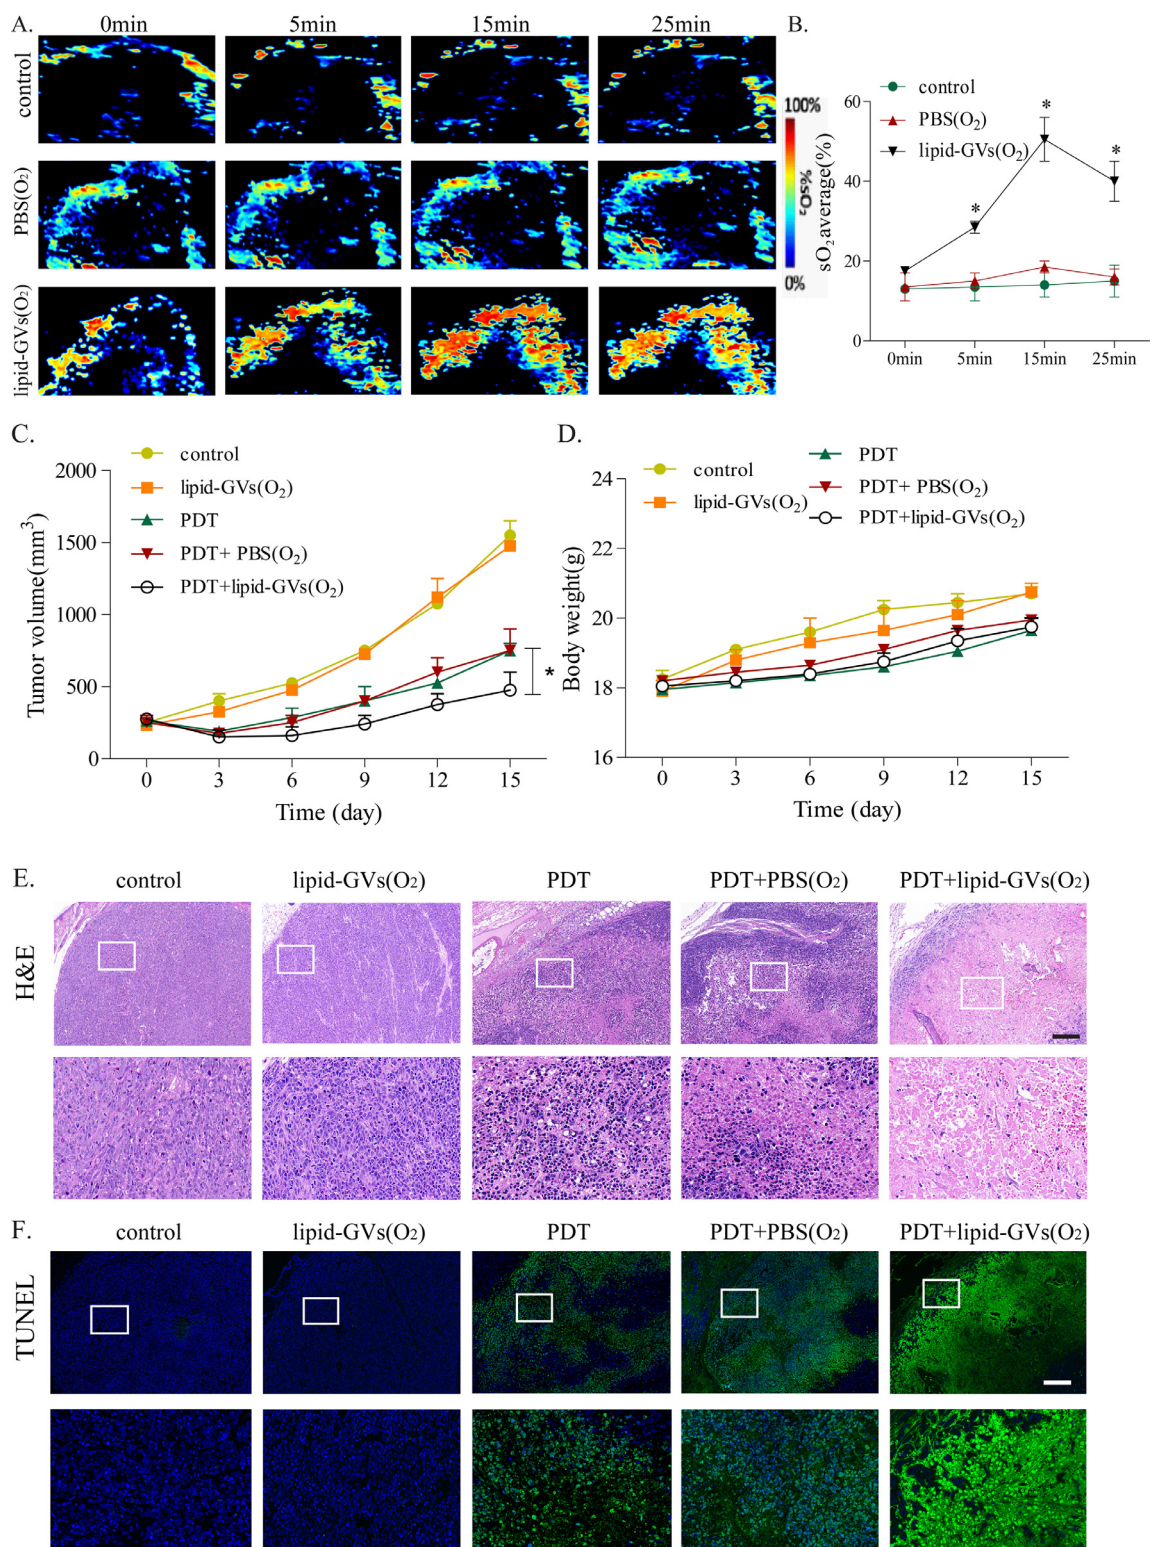 A.
0min 5min 15min 25min
control
PBS(O₂)
lipid-GVs(O₂)
100%
%sO₂
0%
B.
control
PBS(O₂)
lipid-GVs(O₂)
sO₂ average(%)
60
40
20
0
* * *
0min 5min 15min 25min
C.
control
lipid-GVs(O₂)
PDT
PDT+ PBS(O₂)
PDT+lipid-GVs(O₂)
Tumor volume(mm³)
2000
1500
1000
500
0
*
0 3 6 9 12 15
Time (day)
D.
control
lipid-GVs(O₂)
PDT
PDT+ PBS(O₂)
PDT+lipid-GVs(O₂)
Body weight(g)
24
22
20
18
16
0 3 6 9 12 15
Time (day)
E.
control lipid-GVs(O₂) PDT PDT+PBS(O₂) PDT+lipid-GVs(O₂)
H&E
F.
control lipid-GVs(O₂) PDT PDT+PBS(O₂) PDT+lipid-GVs(O₂)
TUNEL